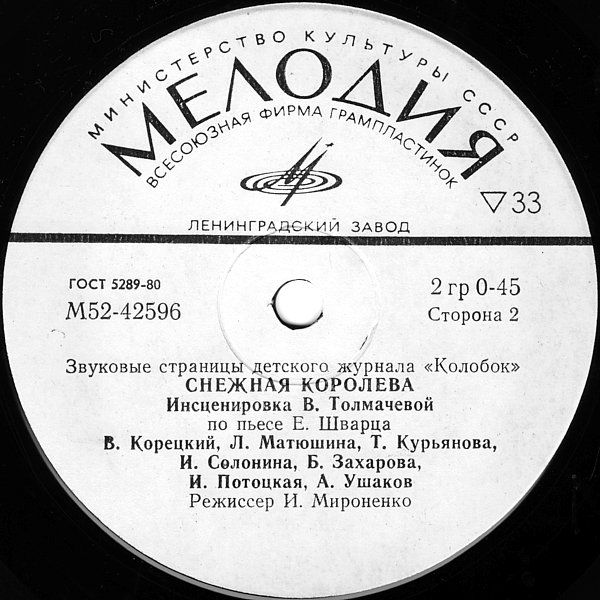 МИНИСТЕРСТВО КУЛЬТУРЫ СССР
МЕЛОДИЯ
ВСЕСОЮЗНАЯ ФИРМА ГРАМПЛАСТИНОК
▽33
ЛЕНИНГРАДСКИЙ ЗАВОД
ГОСТ 5289-80
2 гр 0-45
М52-42596
Сторона 2
Звуковые страницы детского журнала «Колобок»
СНЕЖНАЯ КОРОЛЕВА
Инсценировка В. Толмачевой
по пьесе Е. Шварца
В. Корецкий, Л. Матюшина, Т. Курьянова,
И. Солонина, Б. Захарова,
И. Потоцкая, А. Ушаков
Режиссер И. Мироненко